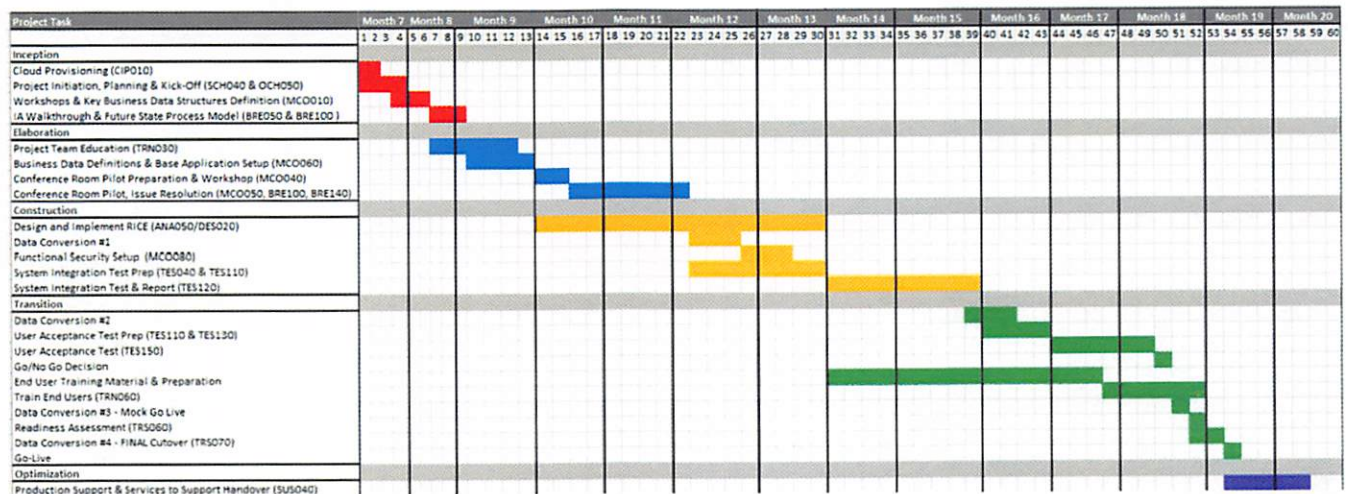 Project Task Month 7 Month 8 Month 9 Month 10 Month 11 Month 12 Month 13 Month 14 Month 15 Month 16 Month 17 Month 18 Month 19 Month 20
1 2 3 4 5 6 7 8 9 10 11 12 13 14 15 16 17 18 19 20 21 22 23 24 25 26 27 28 29 30 31 32 33 34 35 36 37 38 39 40 41 42 43 44 45 46 47 48 49 50 51 52 53 54 55 56 57 58 59 60
Inception
Cloud Provisioning (CIP010)
Project Initiation, Planning & Kick-Off (SCH040 & OCH050)
Workshops & Key Business Data Structures Definition (MCO010)
IA Walkthrough & Future State Process Model (BRE050 & BRE100 )
Elaboration
Project Team Education (TRN030)
Business Data Definitions & Base Application Setup (MCO060)
Conference Room Pilot Preparation & Workshop (MCO040)
Conference Room Pilot, Issue Resolution (MCO050, BRE100, BRE140)
Construction
Design and Implement RICE (ANA050/DES020)
Data Conversion #1
Functional Security Setup (MCO080)
System Integration Test Prep (TES040 & TES110)
System Integration Test & Report (TES120)
Transition
Data Conversion #2
User Acceptance Test Prep (TES110 & TES130)
User Acceptance Test (TES150)
Go/No Go Decision
End User Training Material & Preparation
Train End Users (TRN060)
Data Conversion #3 - Mock Go Live
Readiness Assessment (TRS060)
Data Conversion #4 - FINAL Cutover (TRS070)
Go-Live
Optimization
Production Support & Services to Support Handover (SUS040)